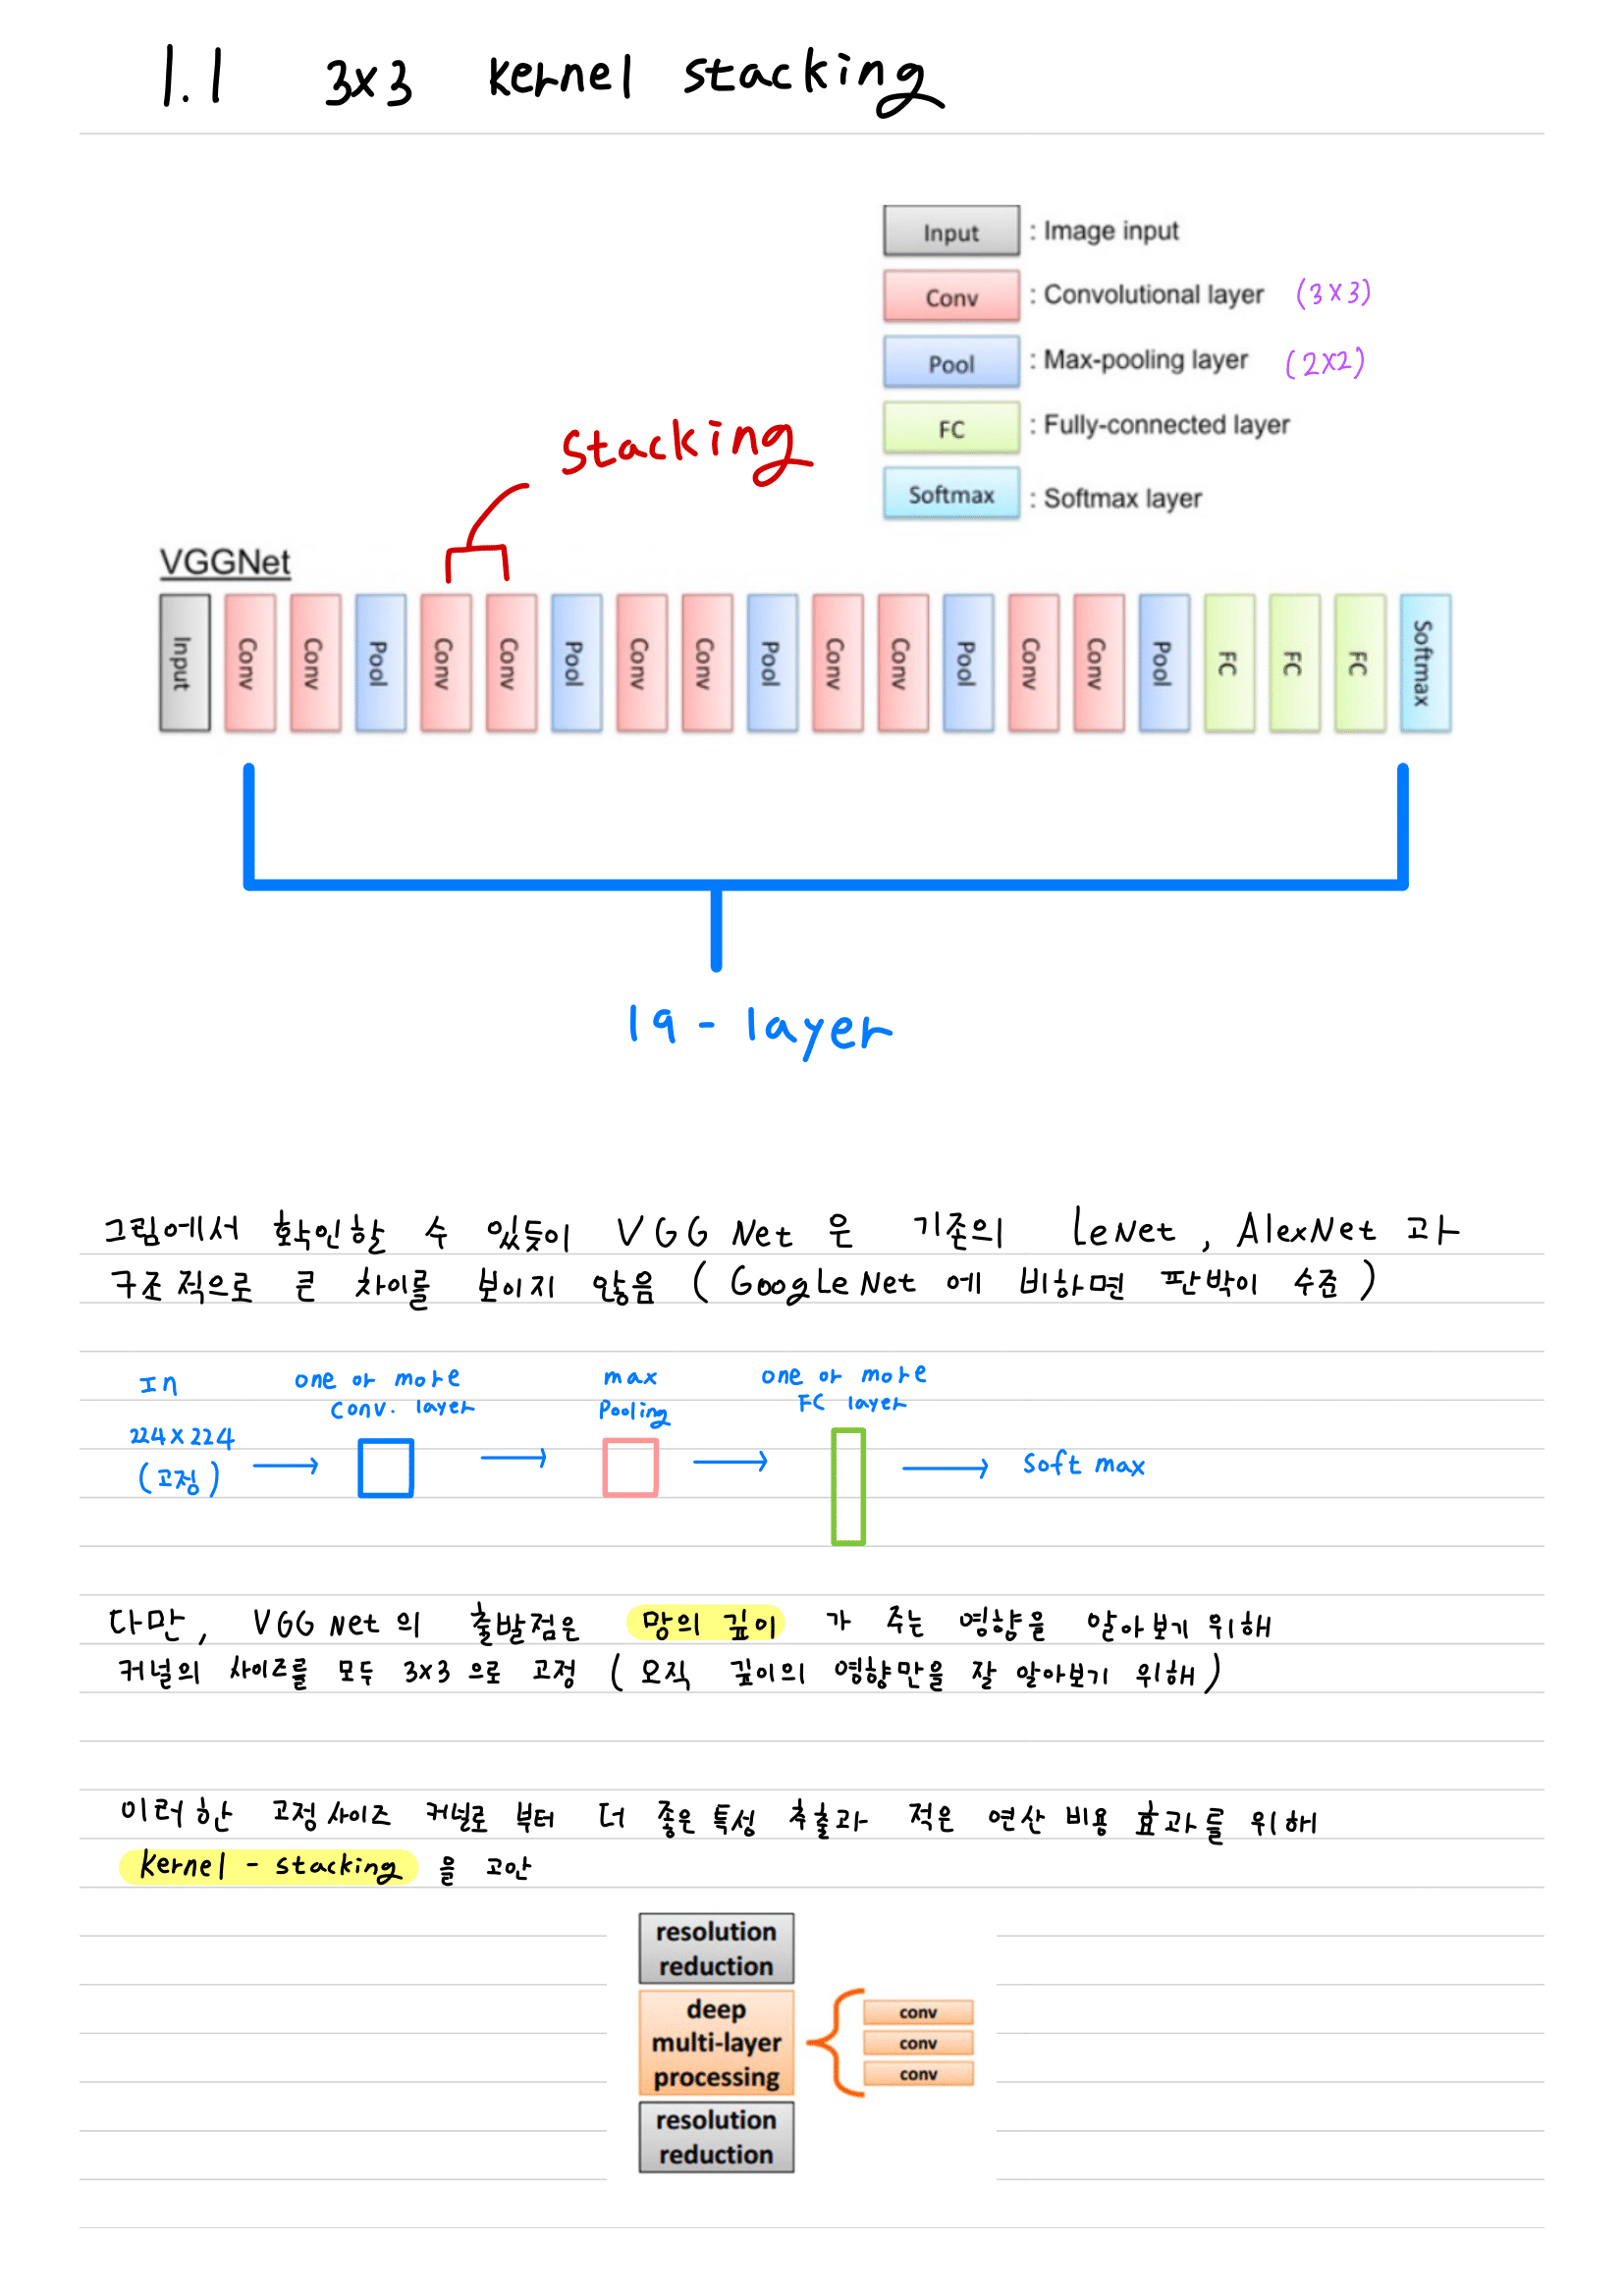 1.1 3x3 kernel stacking
Input : Image input
Conv : Convolutional layer (3x3)
Pool : Max-pooling layer (2x2)
FC : Fully-connected layer
Softmax : Softmax layer
stacking
VGGNet
Input Conv Conv Pool Conv Conv Pool Conv Conv Pool Conv Conv Pool Conv Conv Pool FC FC FC Softmax
19 - layer
그림에서 확인할 수 있듯이 VGGNet 은 기존의 LeNet, AlexNet 과
구조적으로 큰 차이를 보이지 않음 ( GoogLeNet 에 비하면 판박이 수준 )
In
224x224
(고정)
one or more
conv. layer
max
pooling
one or more
FC layer
soft max
다만, VGGNet의 출발점은 망의 깊이 가 주는 영향을 알아보기 위해
커널의 사이즈를 모두 3x3 으로 고정 ( 오직 깊이의 영향만을 잘 알아보기 위해 )
이러한 고정사이즈 커널로 부터 더 좋은 특성 추출과 적은 연산 비용 효과를 위해
kernel - stacking 을 고안
resolution
reduction
deep
multi-layer
processing
conv
conv
conv
resolution
reduction